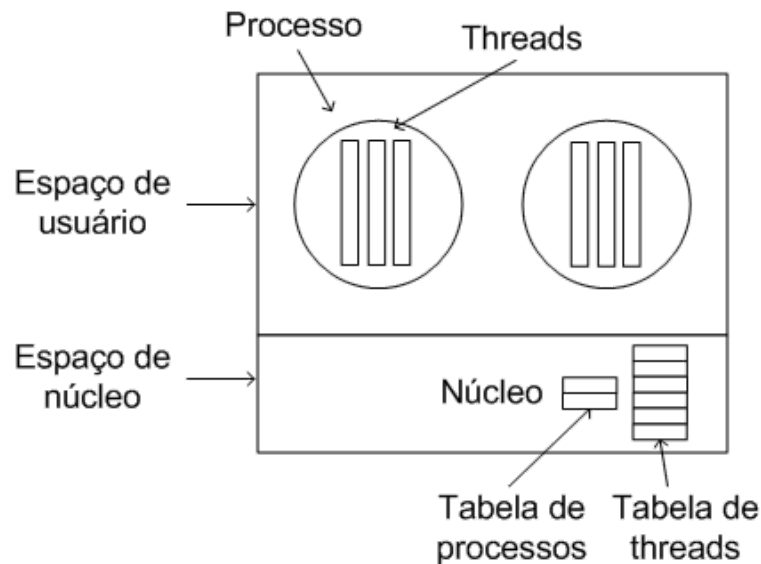 Processo
Threads
Espaço de
usuário
Espaço de
núcleo
Núcleo
Tabela de
processos
Tabela de
threads